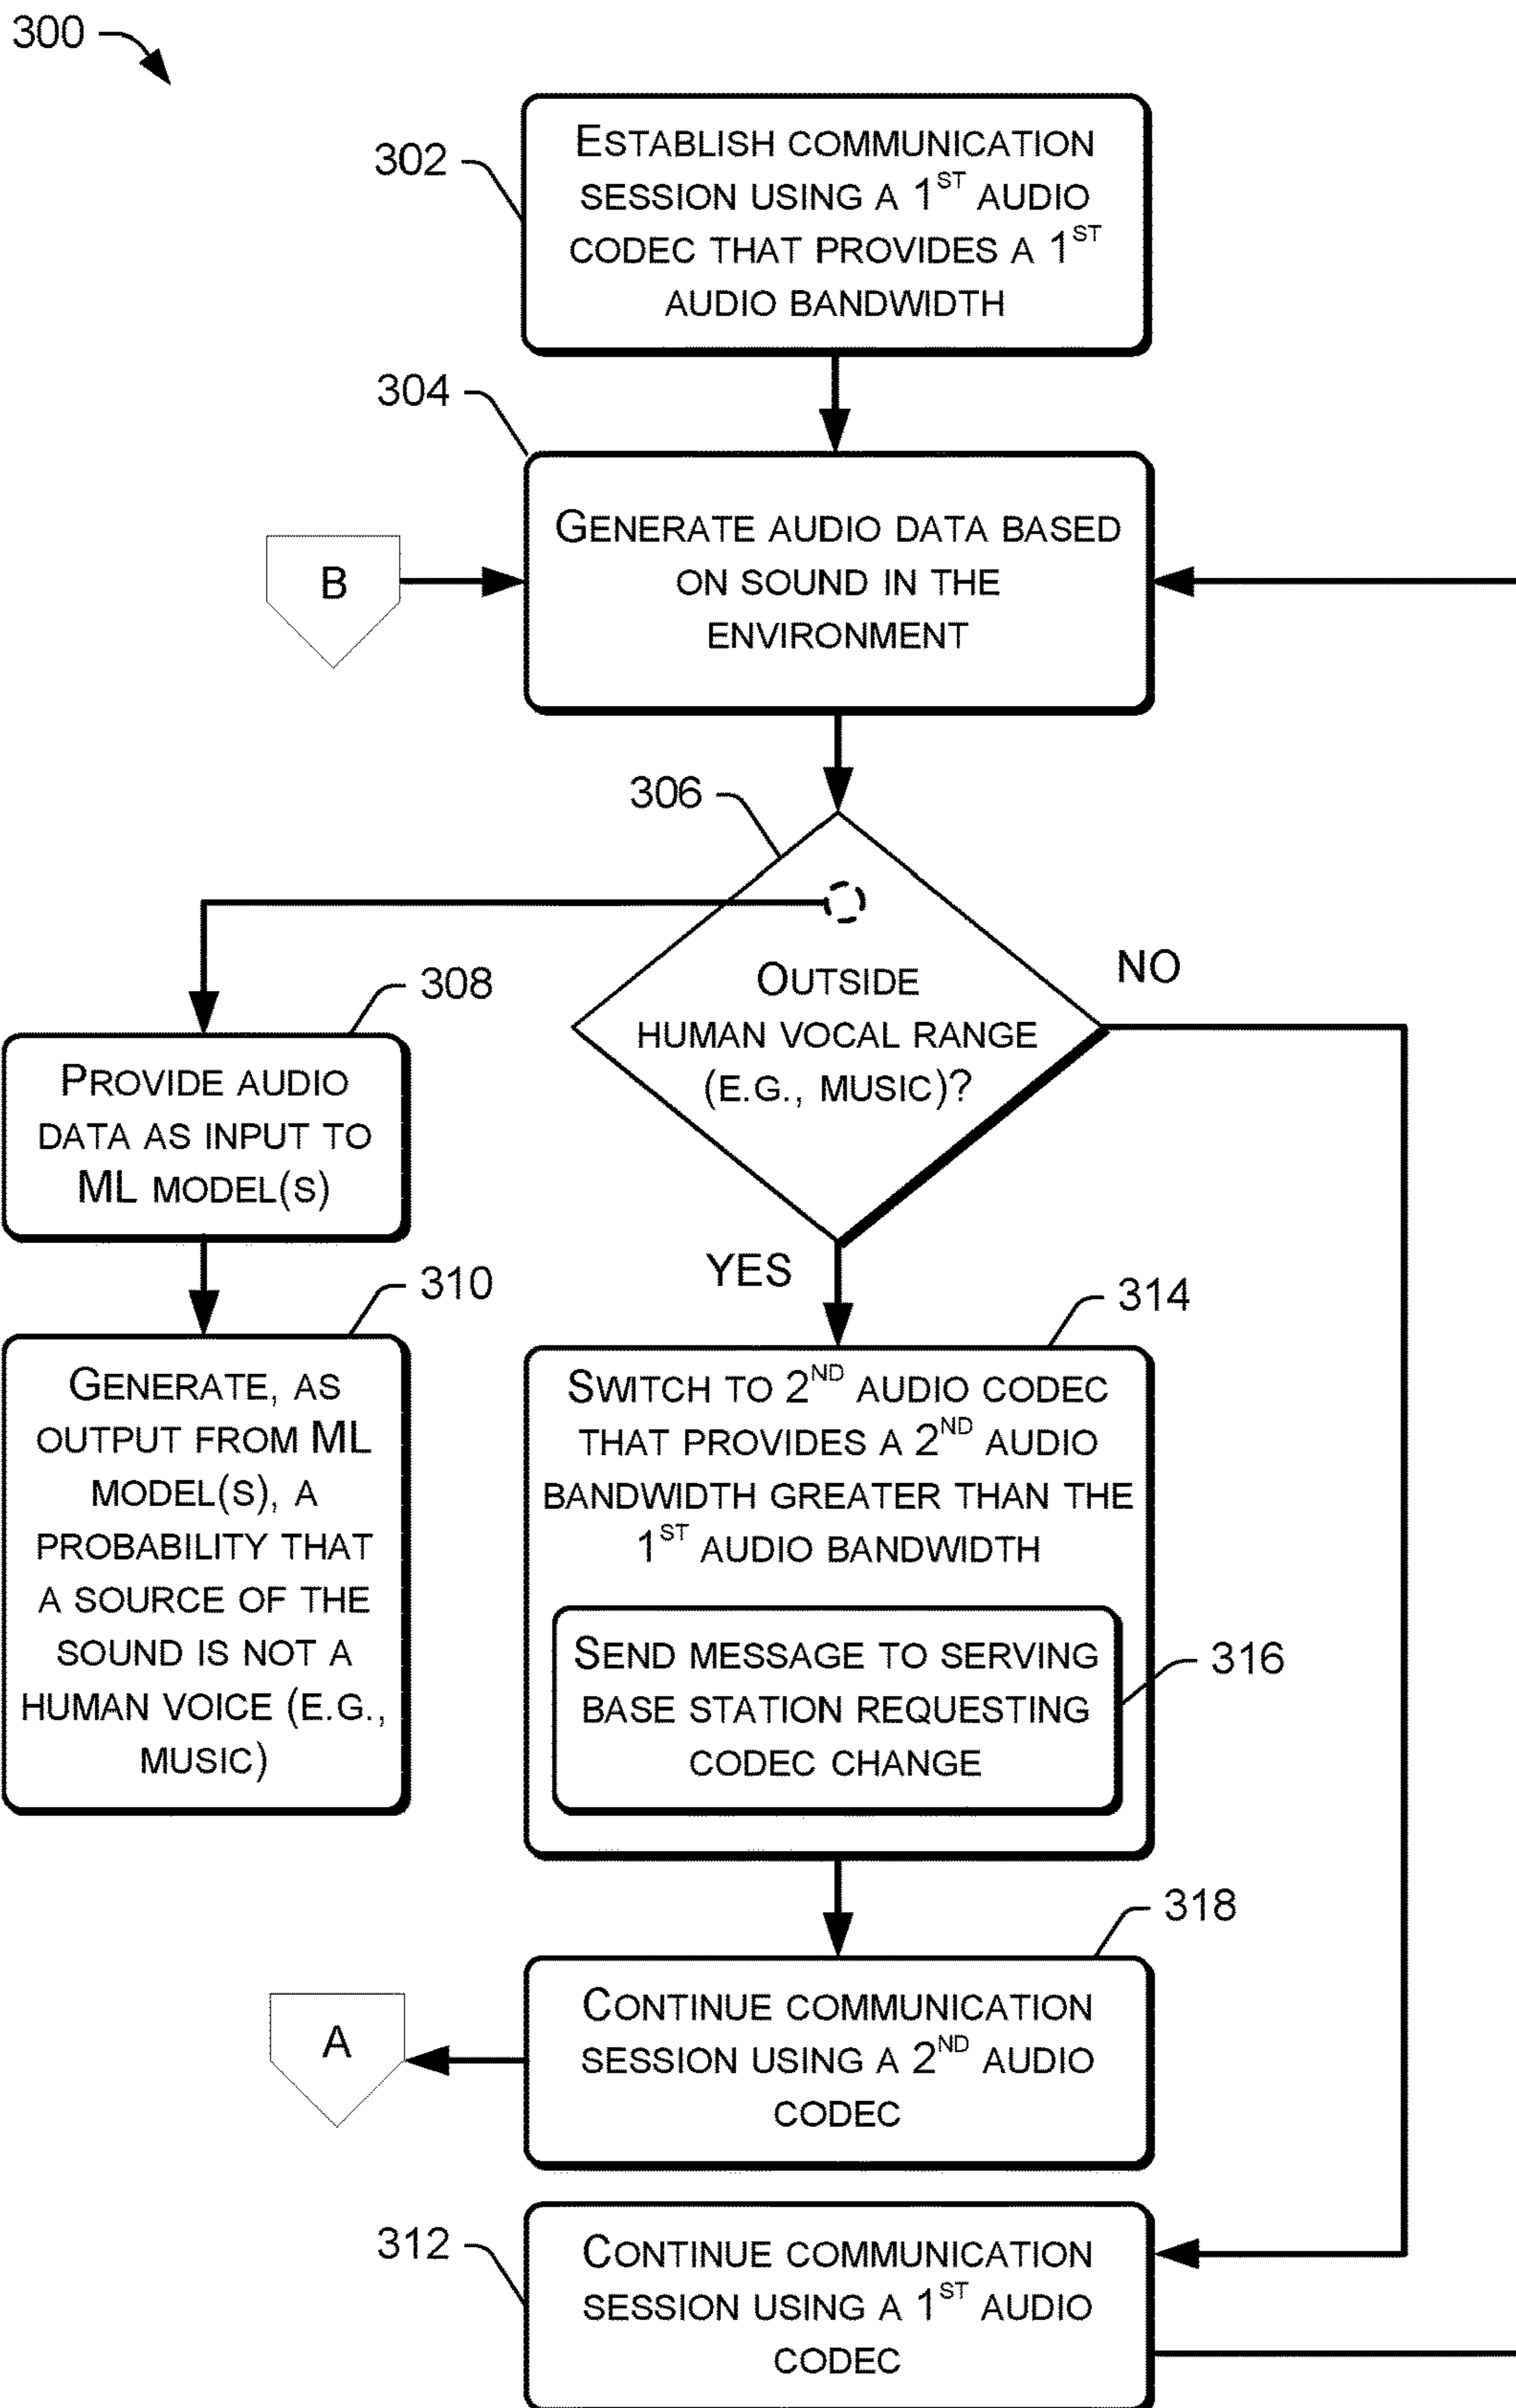 300
302
ESTABLISH COMMUNICATION
SESSION USING A 1ST AUDIO
CODEC THAT PROVIDES A 1ST
AUDIO BANDWIDTH
304
GENERATE AUDIO DATA BASED
ON SOUND IN THE
ENVIRONMENT
B
306
OUTSIDE
HUMAN VOCAL RANGE
(E.G., MUSIC)?
NO
YES
308
PROVIDE AUDIO
DATA AS INPUT TO
ML MODEL(S)
310
GENERATE, AS
OUTPUT FROM ML
MODEL(S), A
PROBABILITY THAT
A SOURCE OF THE
SOUND IS NOT A
HUMAN VOICE (E.G.,
MUSIC)
314
SWITCH TO 2ND AUDIO CODEC
THAT PROVIDES A 2ND AUDIO
BANDWIDTH GREATER THAN THE
1ST AUDIO BANDWIDTH
SEND MESSAGE TO SERVING
BASE STATION REQUESTING
CODEC CHANGE
316
318
CONTINUE COMMUNICATION
SESSION USING A 2ND AUDIO
CODEC
A
312
CONTINUE COMMUNICATION
SESSION USING A 1ST AUDIO
CODEC